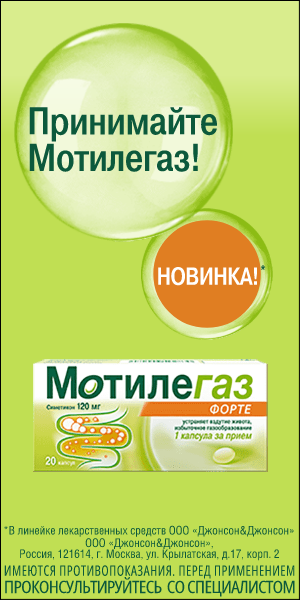 Принимайте
Мотилегаз!
НОВИНКА!*
Мотилегаз
Симетикон 120 мг
ФОРТЕ
устраняет вздутие живота,
избыточное газообразование
1 капсула за прием
20 капсул
*В линейке лекарственных средств ООО «Джонсон&Джонсон»
ООО «Джонсон&Джонсон»,
Россия, 121614, г. Москва, ул. Крылатская, д.17, корп. 2
ИМЕЮТСЯ ПРОТИВОПОКАЗАНИЯ. ПЕРЕД ПРИМЕНЕНИЕМ
ПРОКОНСУЛЬТИРУЙТЕСЬ СО СПЕЦИАЛИСТОМ